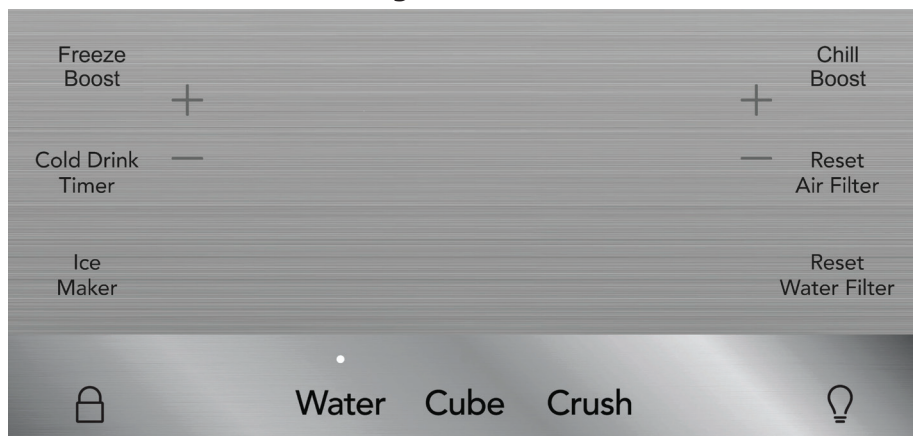 Freeze
Boost
Chill
Boost
+
+
Cold Drink
Timer
—
—
Reset
Air Filter
Ice
Maker
Reset
Water Filter
Water Cube Crush